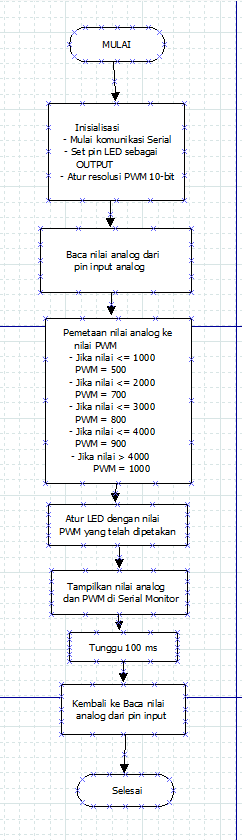 MULAI
Inisialisasi
- Mulai komunikasi Serial
- Set pin LED sebagai
OUTPUT
- Atur resolusi PWM 10-bit
Baca nilai analog dari
pin input analog
Pemetaan nilai analog ke
nilai PWM
- Jika nilai <= 1000
PWM = 500
- Jika nilai <= 2000
PWM = 700
- Jika nilai <= 3000
PWM = 800
- Jika nilai <= 4000
PWM = 900
- Jika nilai > 4000
PWM = 1000
Atur LED dengan nilai
PWM yang telah dipetakan
Tampilkan nilai analog
dan PWM di Serial Monitor
Tunggu 100 ms
Kembali ke Baca nilai
analog dari pin input
Selesai